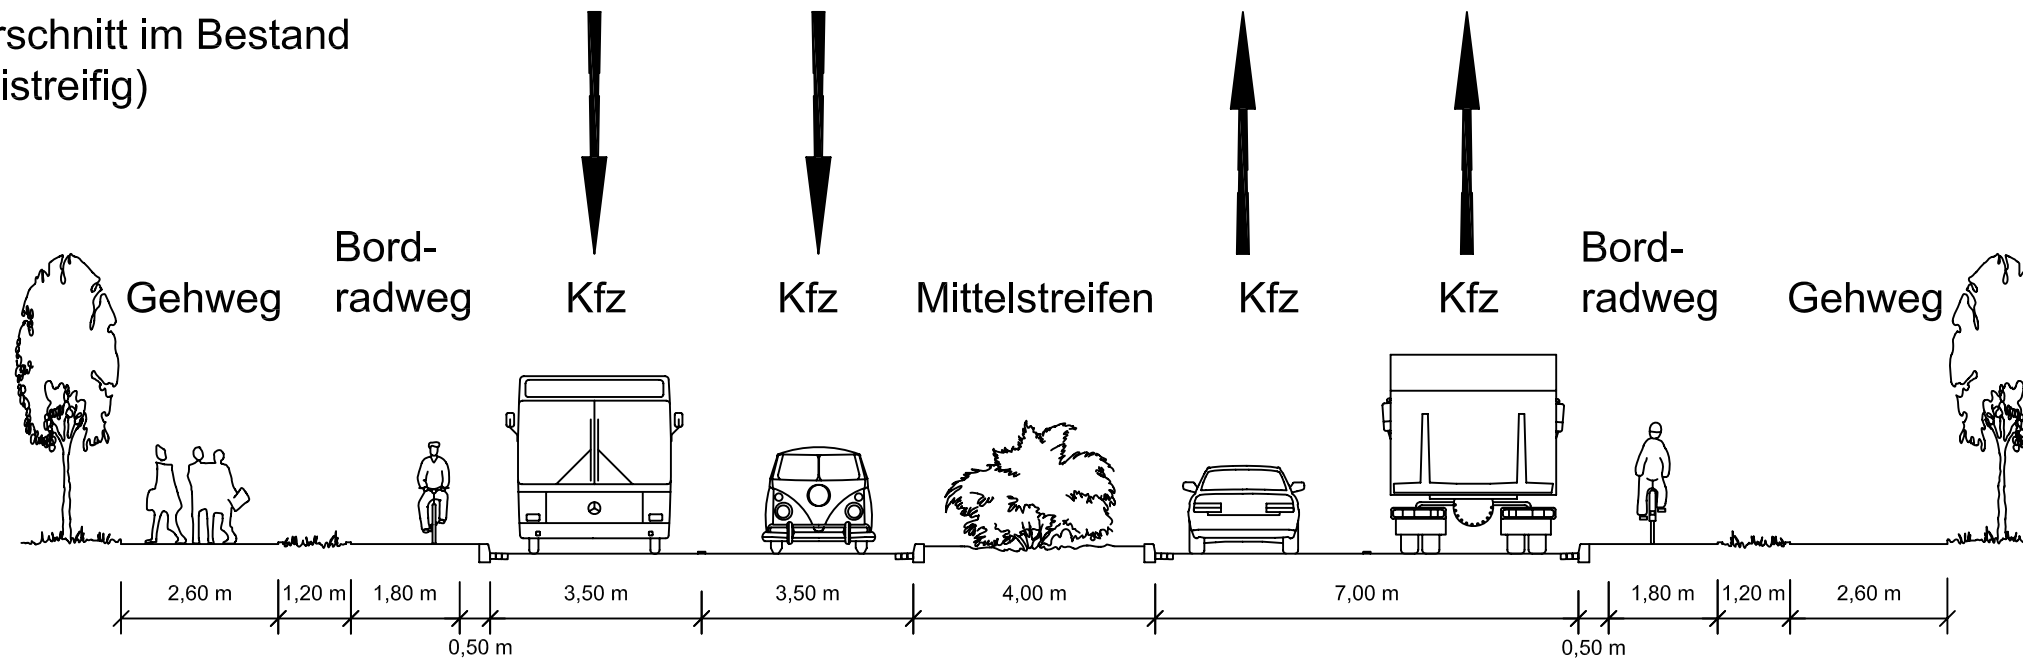 rschnitt im Bestand
istreifig)
Bord-
radweg
Bord-
radweg
Gehweg
Kfz
Kfz
Mittelstreifen
Kfz
Kfz
Gehweg
2,60 m
1,20 m
1,80 m
3,50 m
3,50 m
4,00 m
7,00 m
1,80 m
1,20 m
2,60 m
0,50 m
0,50 m